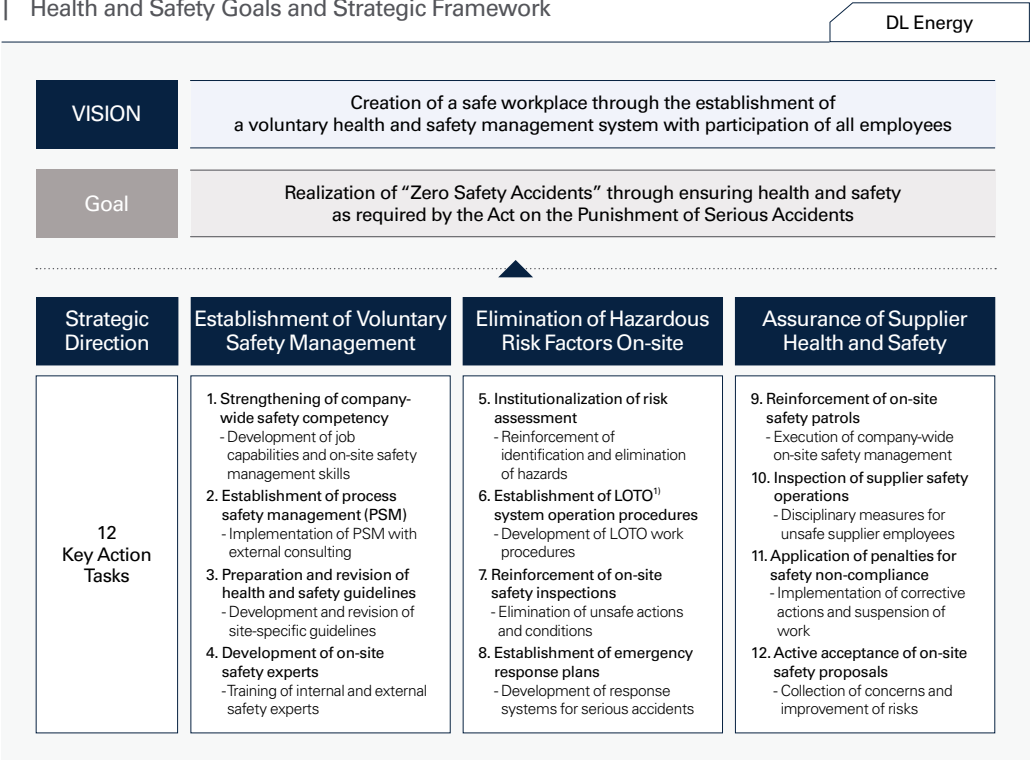 Health and Safety Goals and Strategic Framework
DL Energy
VISION
Creation of a safe workplace through the establishment of
a voluntary health and safety management system with participation of all employees
Goal
Realization of “Zero Safety Accidents” through ensuring health and safety
as required by the Act on the Punishment of Serious Accidents
Strategic
Direction
Establishment of Voluntary
Safety Management
Elimination of Hazardous
Risk Factors On-site
Assurance of Supplier
Health and Safety
12
Key Action
Tasks
1. Strengthening of company-
wide safety competency
- Development of job
capabilities and on-site safety
management skills
2. Establishment of process
safety management (PSM)
- Implementation of PSM with
external consulting
3. Preparation and revision of
health and safety guidelines
- Development and revision of
site-specific guidelines
4. Development of on-site
safety experts
- Training of internal and external
safety experts
5. Institutionalization of risk
assessment
- Reinforcement of
identification and elimination
of hazards
6. Establishment of LOTO1)
system operation procedures
- Development of LOTO work
procedures
7. Reinforcement of on-site
safety inspections
- Elimination of unsafe actions
and conditions
8. Establishment of emergency
response plans
- Development of response
systems for serious accidents
9. Reinforcement of on-site
safety patrols
- Execution of company-wide
on-site safety management
10. Inspection of supplier safety
operations
- Disciplinary measures for
unsafe supplier employees
11. Application of penalties for
safety non-compliance
- Implementation of corrective
actions and suspension of
work
12. Active acceptance of on-site
safety proposals
- Collection of concerns and
improvement of risks